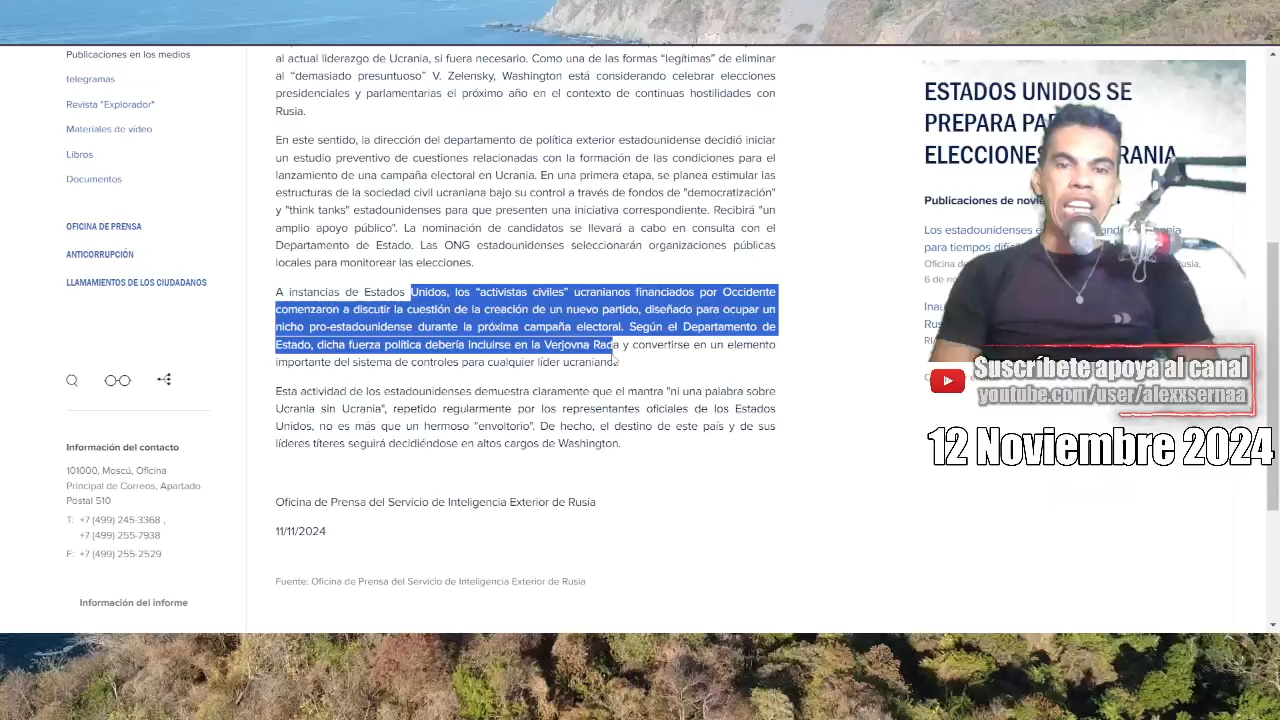 Publicaciones en los medios
telegramas
Revista "Explorador"
Materiales de video
Libros
Documentos
OFICINA DE PRENSA
ANTICORRUPCIÓN
LLAMAMIENTOS DE LOS CIUDADANOS
Información del contacto
101000, Moscú, Oficina
Principal de Correos, Apartado
Postal 510
T: +7 (499) 245-3368 ,
+7 (499) 255-7938
F: +7 (499) 255-2529
Información del informe
al actual liderazgo de Ucrania, si fuera necesario. Como una de las formas “legítimas” de eliminar
al “demasiado presuntuoso” V. Zelensky, Washington está considerando celebrar elecciones
presidenciales y parlamentarias el próximo año en el contexto de continuas hostilidades con
Rusia.
En este sentido, la dirección del departamento de política exterior estadounidense decidió iniciar
un estudio preventivo de cuestiones relacionadas con la formación de las condiciones para el
lanzamiento de una campaña electoral en Ucrania. En una primera etapa, se planea estimular las
estructuras de la sociedad civil ucraniana bajo su control a través de fondos de "democratización"
y "think tanks" estadounidenses para que presenten una iniciativa correspondiente. Recibirá "un
amplio apoyo público". La nominación de candidatos se llevará a cabo en consulta con el
Departamento de Estado. Las ONG estadounidenses seleccionarán organizaciones públicas
locales para monitorear las elecciones.
A instancias de Estados Unidos, los “activistas civiles” ucranianos financiados por Occidente
comenzaron a discutir la cuestión de la creación de un nuevo partido, diseñado para ocupar un
nicho pro-estadounidense durante la próxima campaña electoral. Según el Departamento de
Estado, dicha fuerza política debería incluirse en la Verjovna Rada y convertirse en un elemento
importante del sistema de controles para cualquier líder ucraniano.
Esta actividad de los estadounidenses demuestra claramente que el mantra "ni una palabra sobre
Ucrania sin Ucrania", repetido regularmente por los representantes oficiales de los Estados
Unidos, no es más que un hermoso "envoltorio". De hecho, el destino de este país y de sus
líderes títeres seguirá decidiéndose en altos cargos de Washington.
Oficina de Prensa del Servicio de Inteligencia Exterior de Rusia
11/11/2024
Fuente: Oficina de Prensa del Servicio de Inteligencia Exterior de Rusia
ESTADOS UNIDOS SE
PREPARA
ELECCIONES
Publicaciones de
Los estadounidenses
para tiempos
Oficina
Rusia,
6 de
Suscríbete apoya al canal
youtube.com/user/alexxsernaa
12 Noviembre 2024